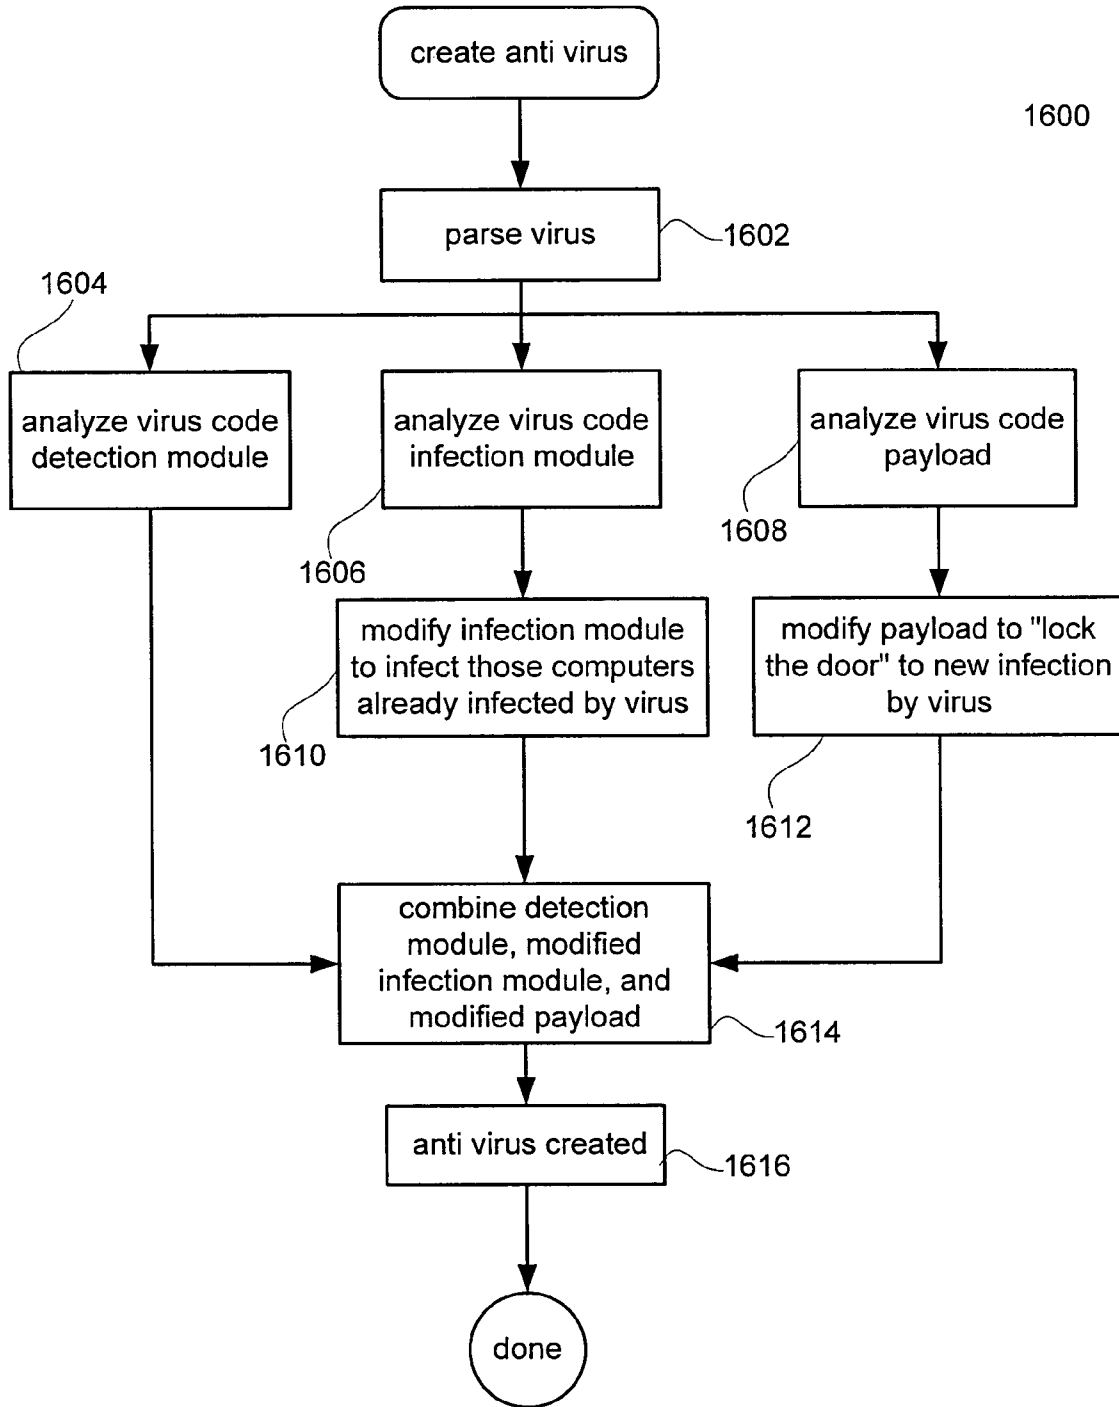 create anti virus
1600
parse virus
1602
1604
analyze virus code
detection module
analyze virus code
infection module
analyze virus code
payload
1606
1608
modify infection module
to infect those computers
already infected by virus
modify payload to "lock
the door" to new infection
by virus
1610
1612
combine detection
module, modified
infection module, and
modified payload
1614
anti virus created
1616
done